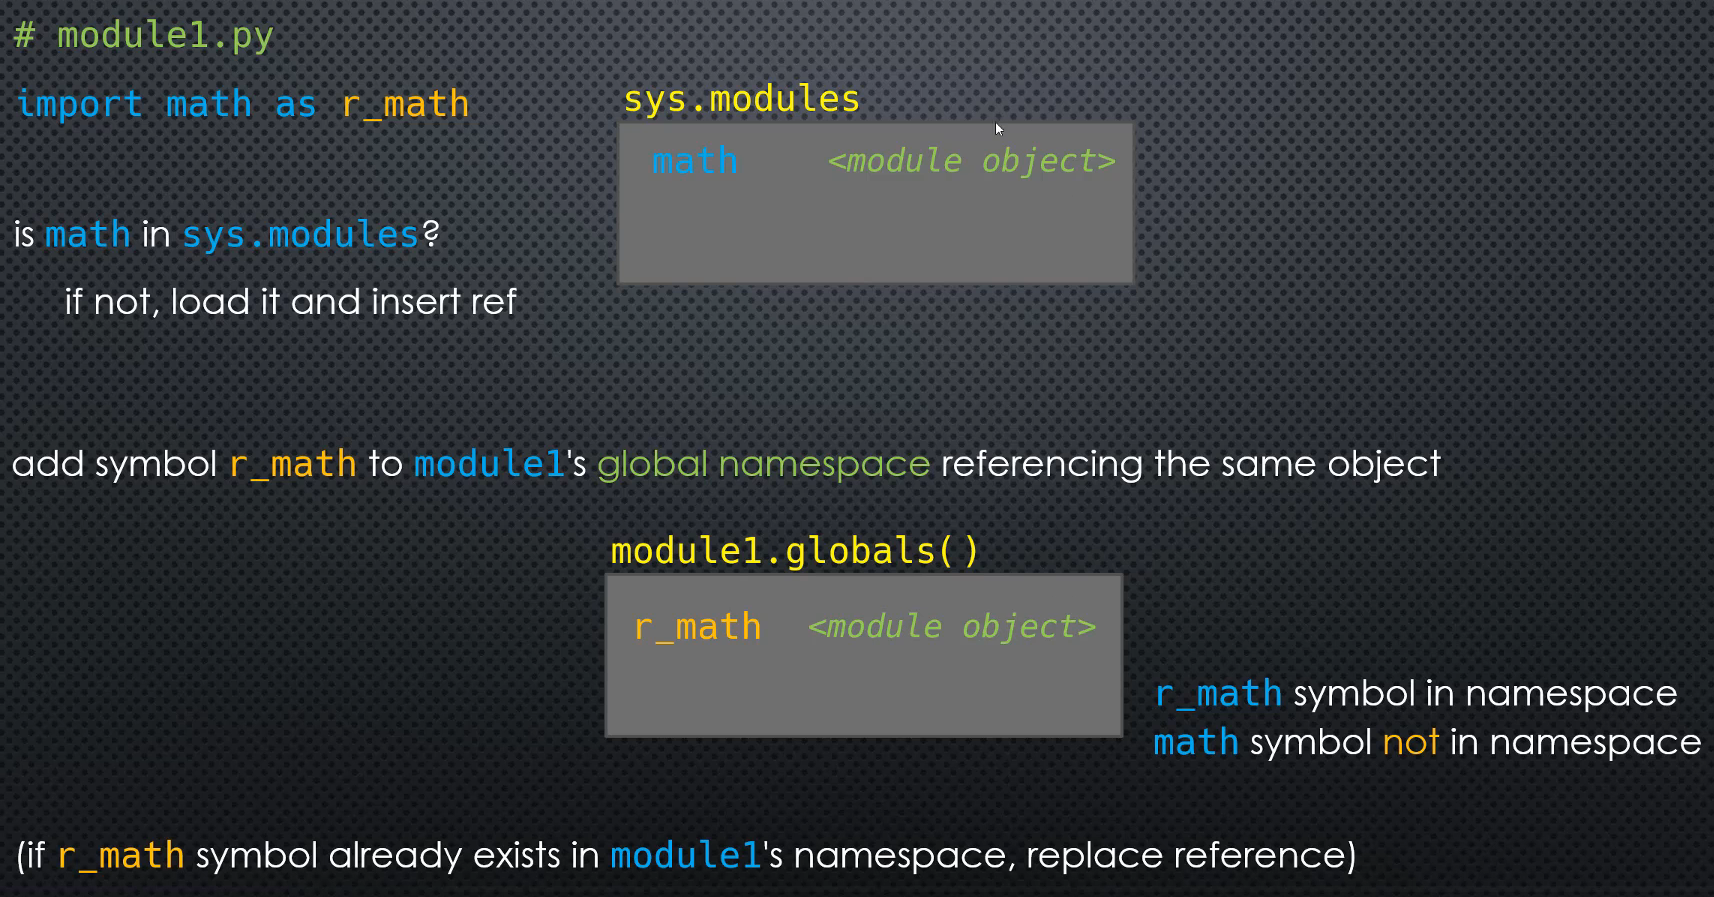 # module1.py
import math as r_math
sys.modules
math <module object>
is math in sys.modules?
if not, load it and insert ref
add symbol r_math to module1's global namespace referencing the same object
module1.globals()
r_math <module object>
r_math symbol in namespace
math symbol not in namespace
(if r_math symbol already exists in module1's namespace, replace reference)